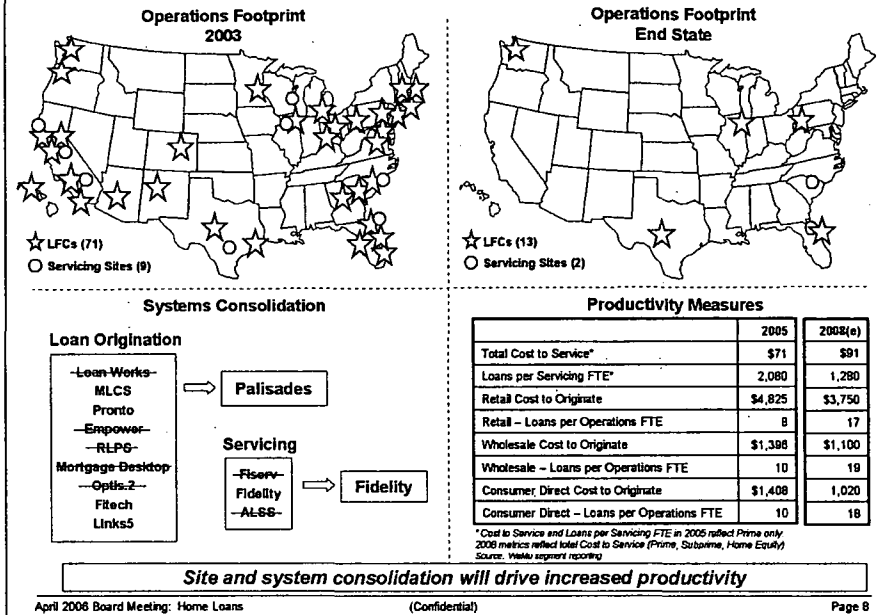 Operations Footprint
2003
LFCs (71)
Servicing Sites (9)
Operations Footprint
End State
LFCs (13)
Servicing Sites (2)
Systems Consolidation
Loan Origination
Loan Works
MLCS
Pronto
Empower
RLPS
Mortgage Desktop
Optis.2
Fitech
Links5
Palisades
Servicing
Fiserv
Fidelity
ALSS
Fidelity
Productivity Measures
2005 2008(e)
Total Cost to Service* $71 $91
Loans per Servicing FTE* 2,080 1,280
Retail Cost to Originate $4,825 $3,750
Retail – Loans per Operations FTE 8 17
Wholesale Cost to Originate $1,396 $1,100
Wholesale – Loans per Operations FTE 10 19
Consumer Direct Cost to Originate $1,408 1,020
Consumer Direct – Loans per Operations FTE 10 18
* Cost to Service and Loans per Servicing FTE in 2005 reflect Prime only
2008 metrics reflect total Cost to Service (Prime, Subprime, Home Equity)
Source: WaMu segment reporting
Site and system consolidation will drive increased productivity
April 2006 Board Meeting: Home Loans (Confidential) Page 8